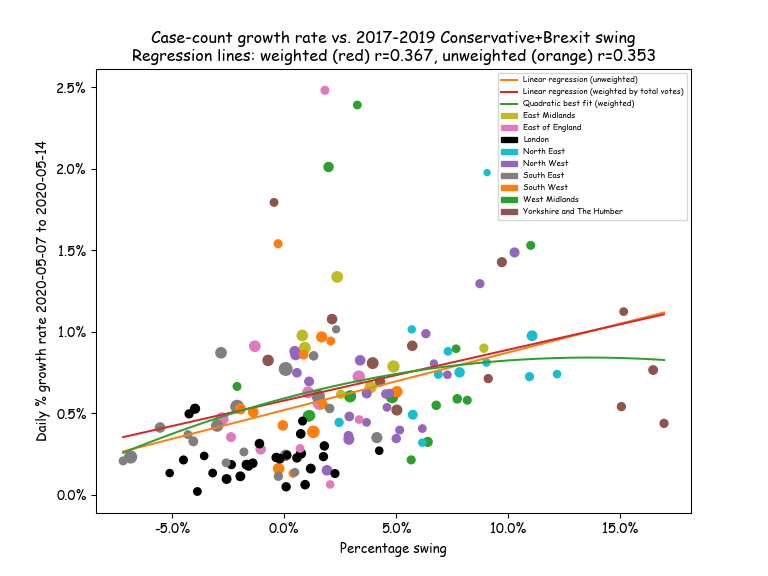 Case-count growth rate vs. 2017-2019 Conservative+Brexit swing
Regression lines: weighted (red) r=0.367, unweighted (orange) r=0.353
Daily % growth rate 2020-05-07 to 2020-05-14
2.5%
2.0%
1.5%
1.0%
0.5%
0.0%
Linear regression (unweighted)
Linear regression (weighted by total votes)
Quadratic best fit (weighted)
East Midlands
East of England
London
North East
North West
South East
South West
West Midlands
Yorkshire and The Humber
-5.0% 0.0% 5.0% 10.0% 15.0%
Percentage swing